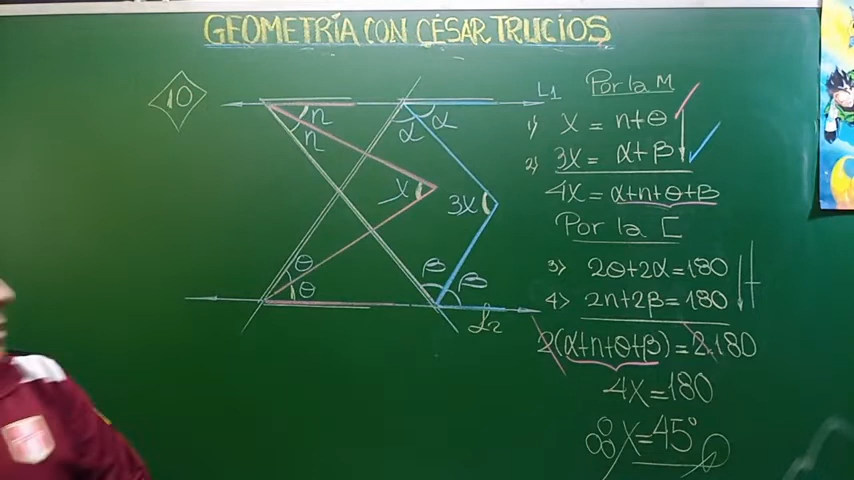 GEOMETRÍA CON CÉSAR TRUCÍOS
10
L1
n
n
α α
x
3x
θ
θ
β β
L2
Por la M
1) x = n+θ
2) 3x = α+β
4x = α+n+θ+β
Por la C
3) 2θ+2α=180
4) 2n+2β=180
2(α+n+θ+β)=2.180
4x=180
∴ x=45°